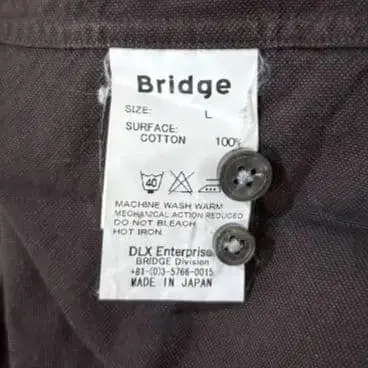 Bridge
SIZE: L
SURFACE:
COTTON 100%
40
MACHINE WASH WARM
MECHANICAL ACTION REDUCED
DO NOT BLEACH
HOT IRON
DLX Enterprise
BRIDGE Division
+81-(0)3-5766-0015
MADE IN JAPAN